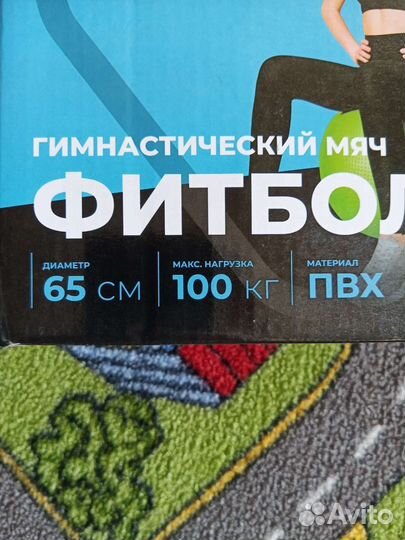 ГИМНАСТИЧЕСКИЙ МЯЧ
ФИТБОЛ
ДИАМЕТР
65 СМ
МАКС. НАГРУЗКА
100 КГ
МАТЕРИАЛ
ПВХ
Avito